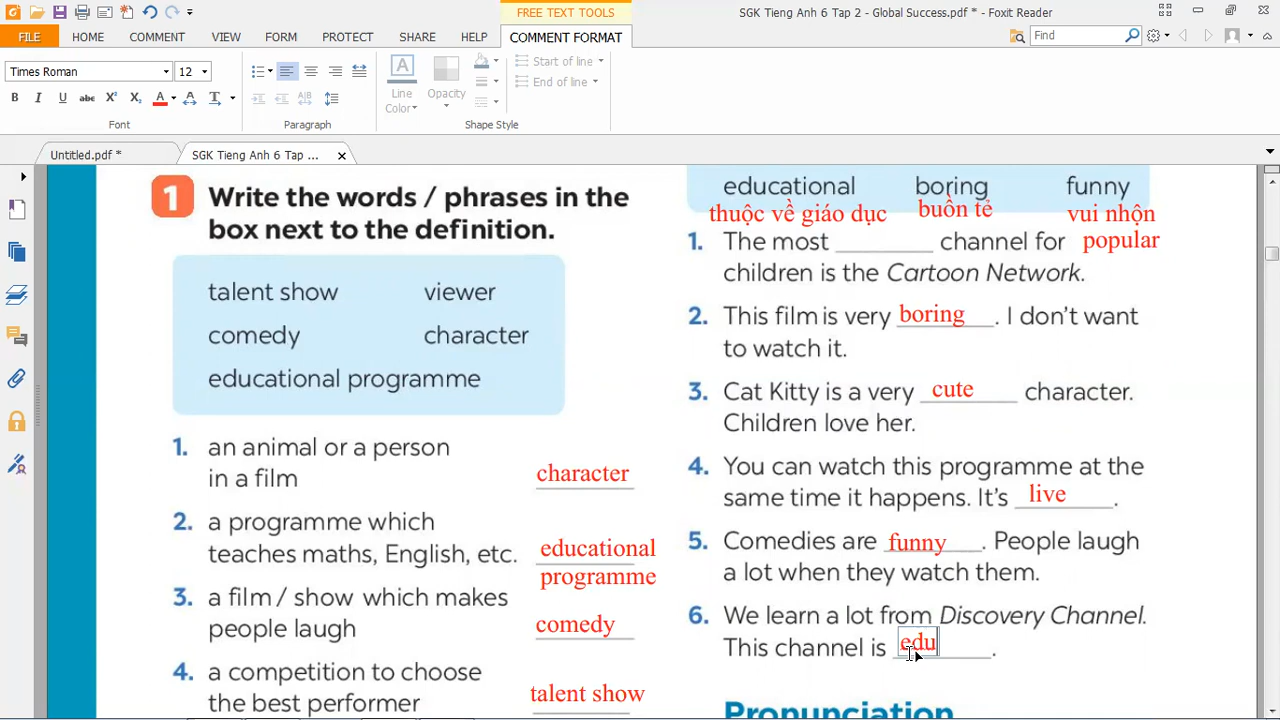 FREE TEXT TOOLS
SGK Tieng Anh 6 Tap 2 - Global Success.pdf * - Foxit Reader
FILE HOME COMMENT VIEW FORM PROTECT SHARE HELP COMMENT FORMAT
Find
Times Roman 12
Line Color
Opacity
Start of line
End of line
Font
Paragraph
Shape Style
Untitled.pdf *
SGK Tieng Anh 6 Tap ...
1 Write the words / phrases in the
box next to the definition.
talent show viewer
comedy character
educational programme
1. an animal or a person
in a film character
2. a programme which
teaches maths, English, etc. educational
programme
3. a film / show which makes
people laugh comedy
4. a competition to choose
the best performer talent show
educational boring funny
thuộc về giáo dục buồn tẻ vui nhộn
1. The most ________ channel for popular
children is the Cartoon Network.
2. This film is very boring. I don't want
to watch it.
3. Cat Kitty is a very cute character.
Children love her.
4. You can watch this programme at the
same time it happens. It's live.
5. Comedies are funny. People laugh
a lot when they watch them.
6. We learn a lot from Discovery Channel.
This channel is edu.
Pronunciation